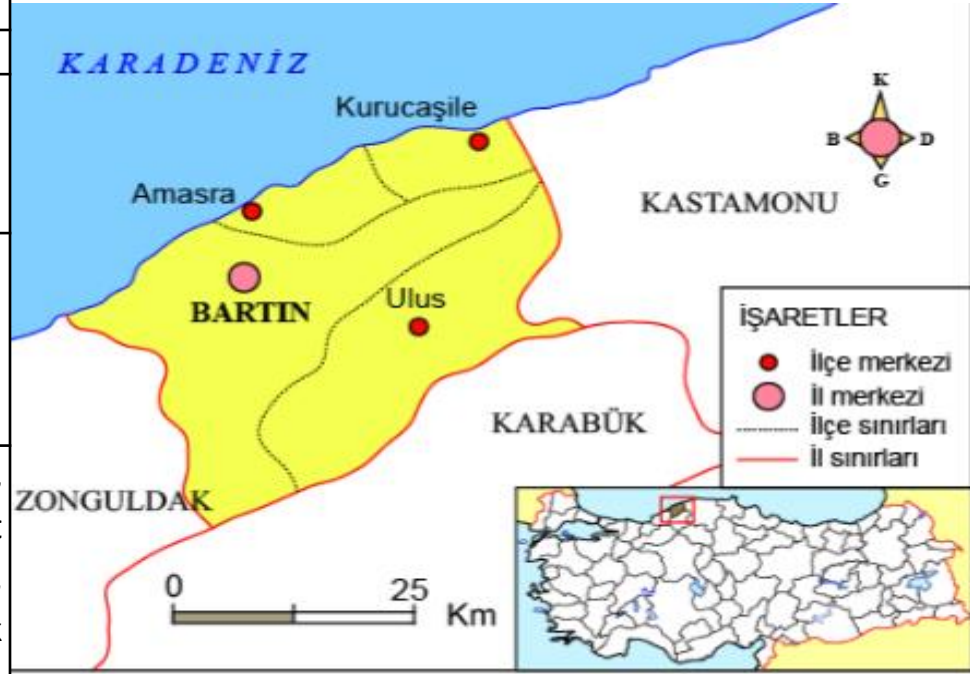 KARADENİZ
Kurucaşile
K
B D
G
Amasra
KASTAMONU
BARTIN
Ulus
İŞARETLER
İlçe merkezi
İl merkezi
İlçe sınırları
İl sınırları
KARABÜK
ZONGULDAK
0 25
Km